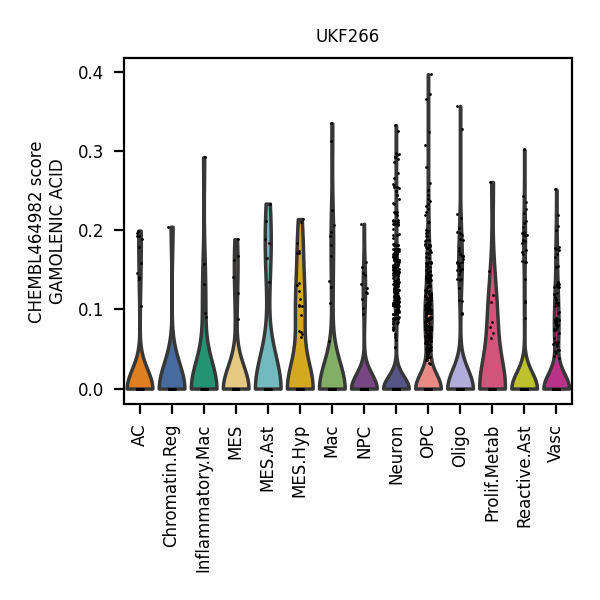 UKF266
CHEMBL464982 score
GAMOLENIC ACID
0.4
0.3
0.2
0.1
0.0
AC
Chromatin.Reg
Inflammatory.Mac
MES
MES.Ast
MES.Hyp
Mac
NPC
Neuron
OPC
Oligo
Prolif.Metab
Reactive.Ast
Vasc